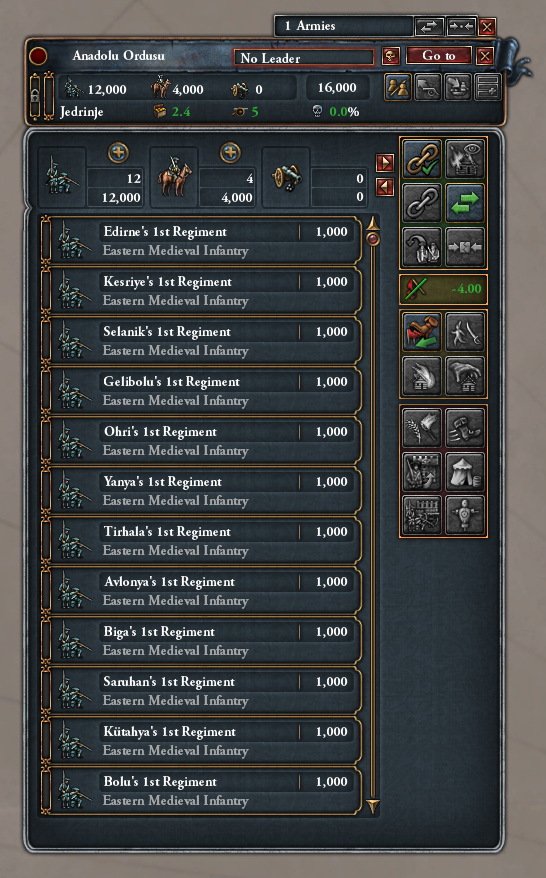 1 Armies
Anadolu Ordusu No Leader Go to
12,000 4,000 0 16,000
Jedrinje 2.4 5 0.0%
12 4 0
12,000 4,000 0
Edirne's 1st Regiment 1,000
Eastern Medieval Infantry
Kesriye's 1st Regiment 1,000
Eastern Medieval Infantry
-4.00
Selanik's 1st Regiment 1,000
Eastern Medieval Infantry
Gelibolu's 1st Regiment 1,000
Eastern Medieval Infantry
Ohri's 1st Regiment 1,000
Eastern Medieval Infantry
Yanya's 1st Regiment 1,000
Eastern Medieval Infantry
Tirhala's 1st Regiment 1,000
Eastern Medieval Infantry
Avlonya's 1st Regiment 1,000
Eastern Medieval Infantry
Biga's 1st Regiment 1,000
Eastern Medieval Infantry
Saruhan's 1st Regiment 1,000
Eastern Medieval Infantry
Kütahya's 1st Regiment 1,000
Eastern Medieval Infantry
Bolu's 1st Regiment 1,000
Eastern Medieval Infantry